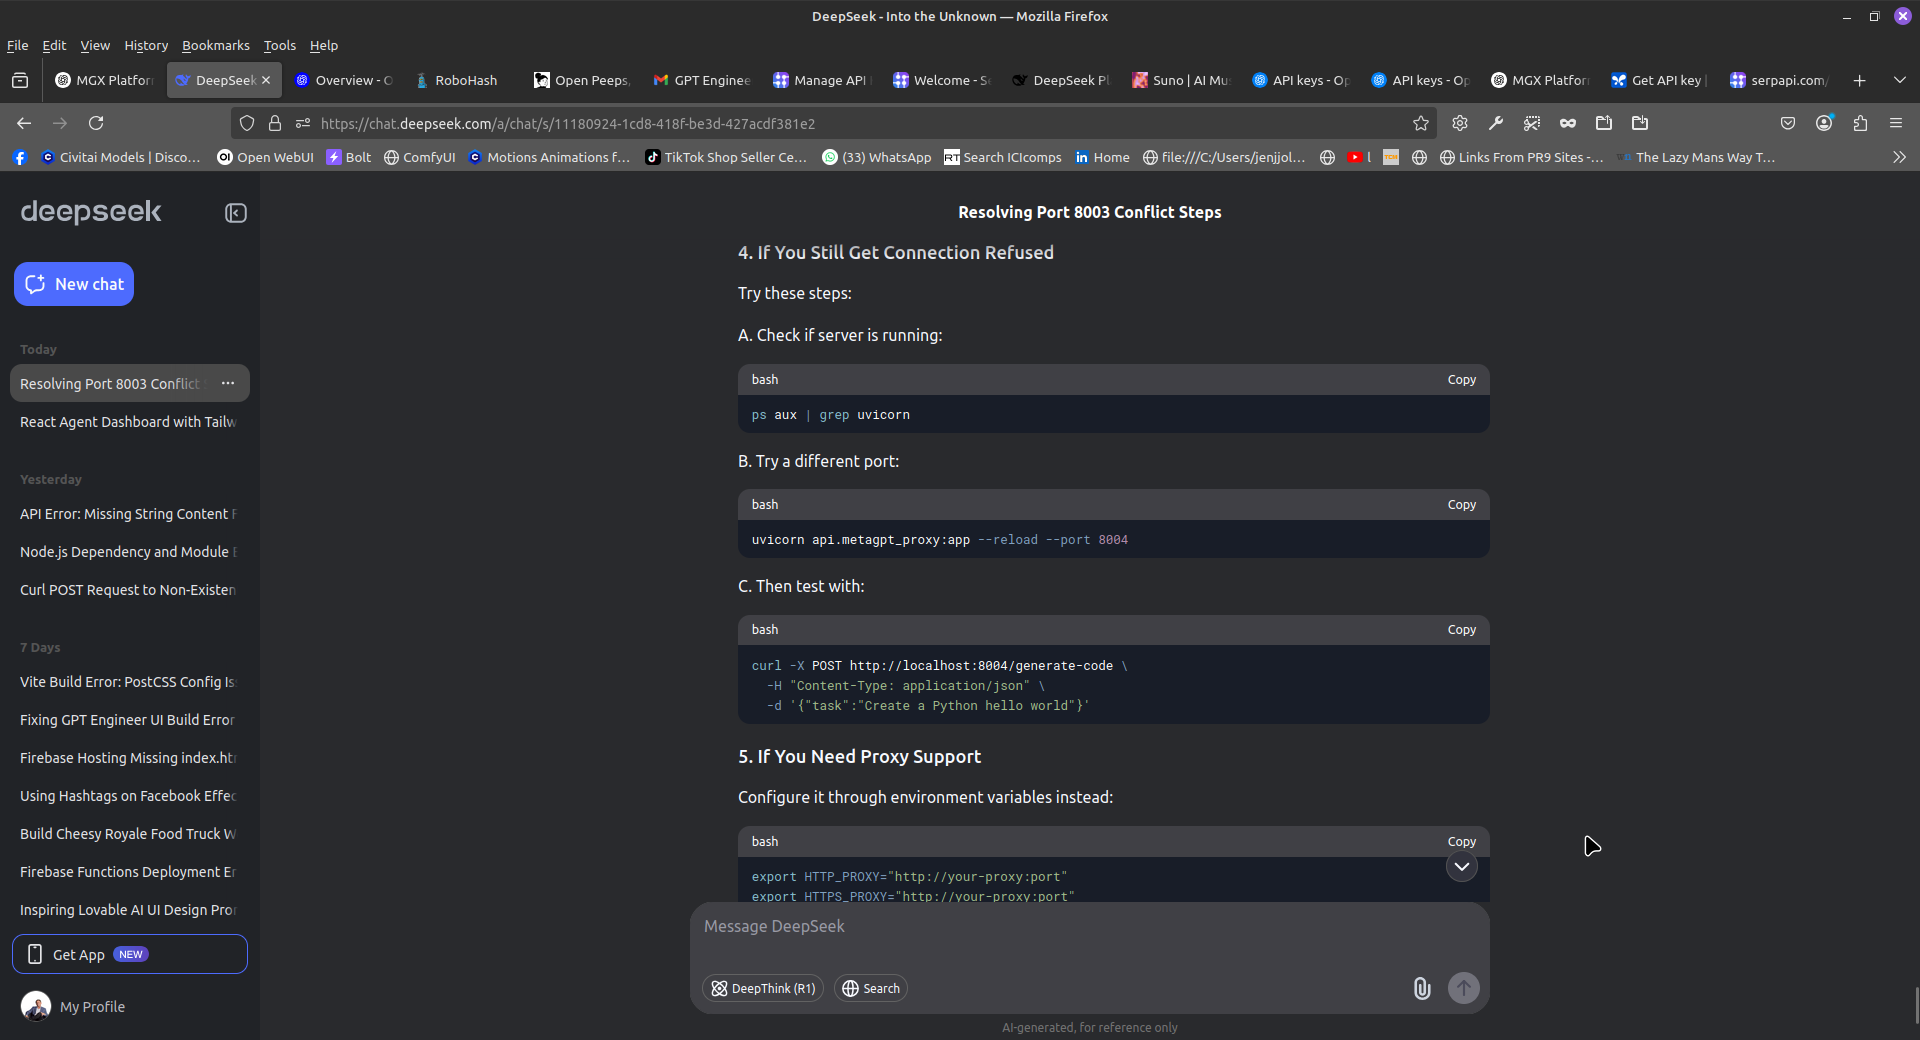 DeepSeek - Into the Unknown — Mozilla Firefox
File Edit View History Bookmarks Tools Help
MGX Platfor DeepSeek Overview - O RoboHash Open Peeps, GPT Enginee Manage API Welcome - Se DeepSeek Pl Suno | AI Mu API keys - Op API keys - Op MGX Platfor Get API key | serpapi.com/
https://chat.deepseek.com/a/chat/s/11180924-1cd8-418f-be3d-427acdf381e2
Civitai Models | Disco... Open WebUI Bolt ComfyUI Motions Animations f... TikTok Shop Seller Ce... (33) WhatsApp Search ICIcomps Home file:///C:/Users/jenjjol... l Links From PR9 Sites -... The Lazy Mans Way T...
deepseek
New chat
Today
Resolving Port 8003 Conflict
React Agent Dashboard with Tailw
Yesterday
API Error: Missing String Content F
Node.js Dependency and Module E
Curl POST Request to Non-Existen
7 Days
Vite Build Error: PostCSS Config Is
Fixing GPT Engineer UI Build Error
Firebase Hosting Missing index.ht
Using Hashtags on Facebook Effec
Build Cheesy Royale Food Truck W
Firebase Functions Deployment Er
Inspiring Lovable AI UI Design Pro
Get App NEW
My Profile
Resolving Port 8003 Conflict Steps
4. If You Still Get Connection Refused
Try these steps:
A. Check if server is running:
bash Copy
ps aux | grep uvicorn
B. Try a different port:
bash Copy
uvicorn api.metagpt_proxy:app --reload --port 8004
C. Then test with:
bash Copy
curl -X POST http://localhost:8004/generate-code \
-H "Content-Type: application/json" \
-d '{"task":"Create a Python hello world"}'
5. If You Need Proxy Support
Configure it through environment variables instead:
bash Copy
export HTTP_PROXY="http://your-proxy:port"
export HTTPS_PROXY="http://your-proxy:port"
Message DeepSeek
DeepThink (R1) Search
AI-generated, for reference only